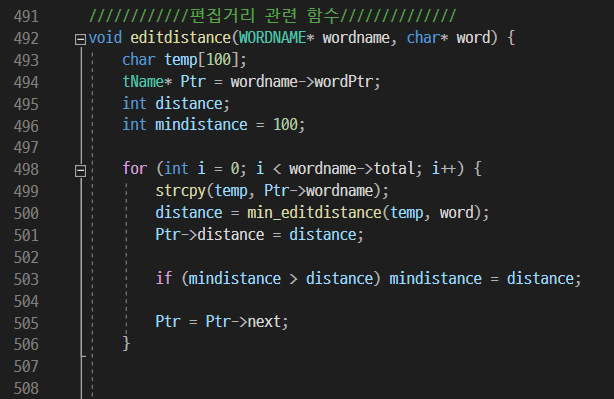 491 ////////////편집거리 관련 함수//////////////
492 void editdistance(WORDNAME* wordname, char* word) {
493 char temp[100];
494 tName* Ptr = wordname->wordPtr;
495 int distance;
496 int mindistance = 100;
497
498 for (int i = 0; i < wordname->total; i++) {
499 strcpy(temp, Ptr->wordname);
500 distance = min_editdistance(temp, word);
501 Ptr->distance = distance;
502
503 if (mindistance > distance) mindistance = distance;
504
505 Ptr = Ptr->next;
506 }
507
508